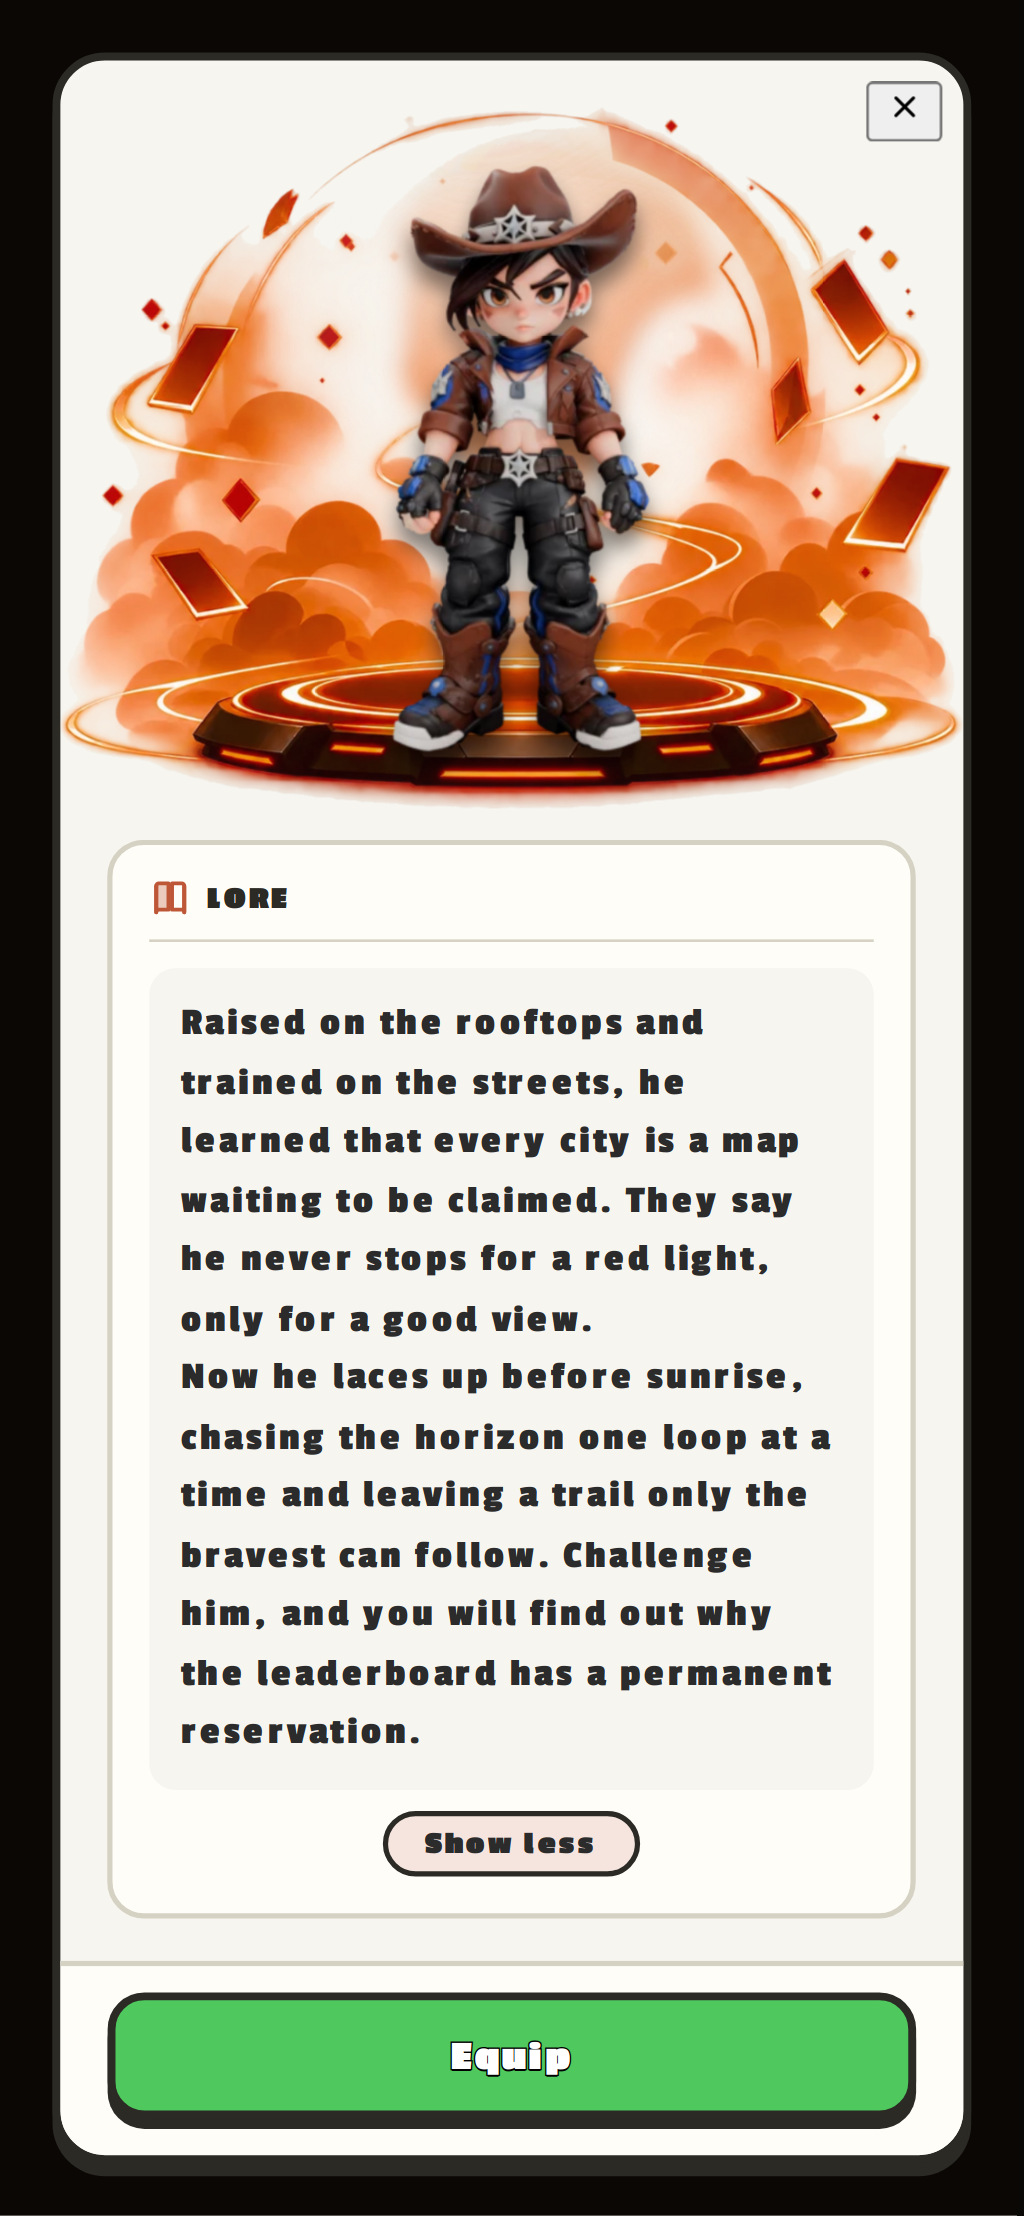 LORE
Raised on the rooftops and
trained on the streets, he
learned that every city is a map
waiting to be claimed. They say
he never stops for a red light,
only for a good view.
Now he laces up before sunrise,
chasing the horizon one loop at a
time and leaving a trail only the
bravest can follow. Challenge
him, and you will find out why
the leaderboard has a permanent
reservation.
Show less
Equip